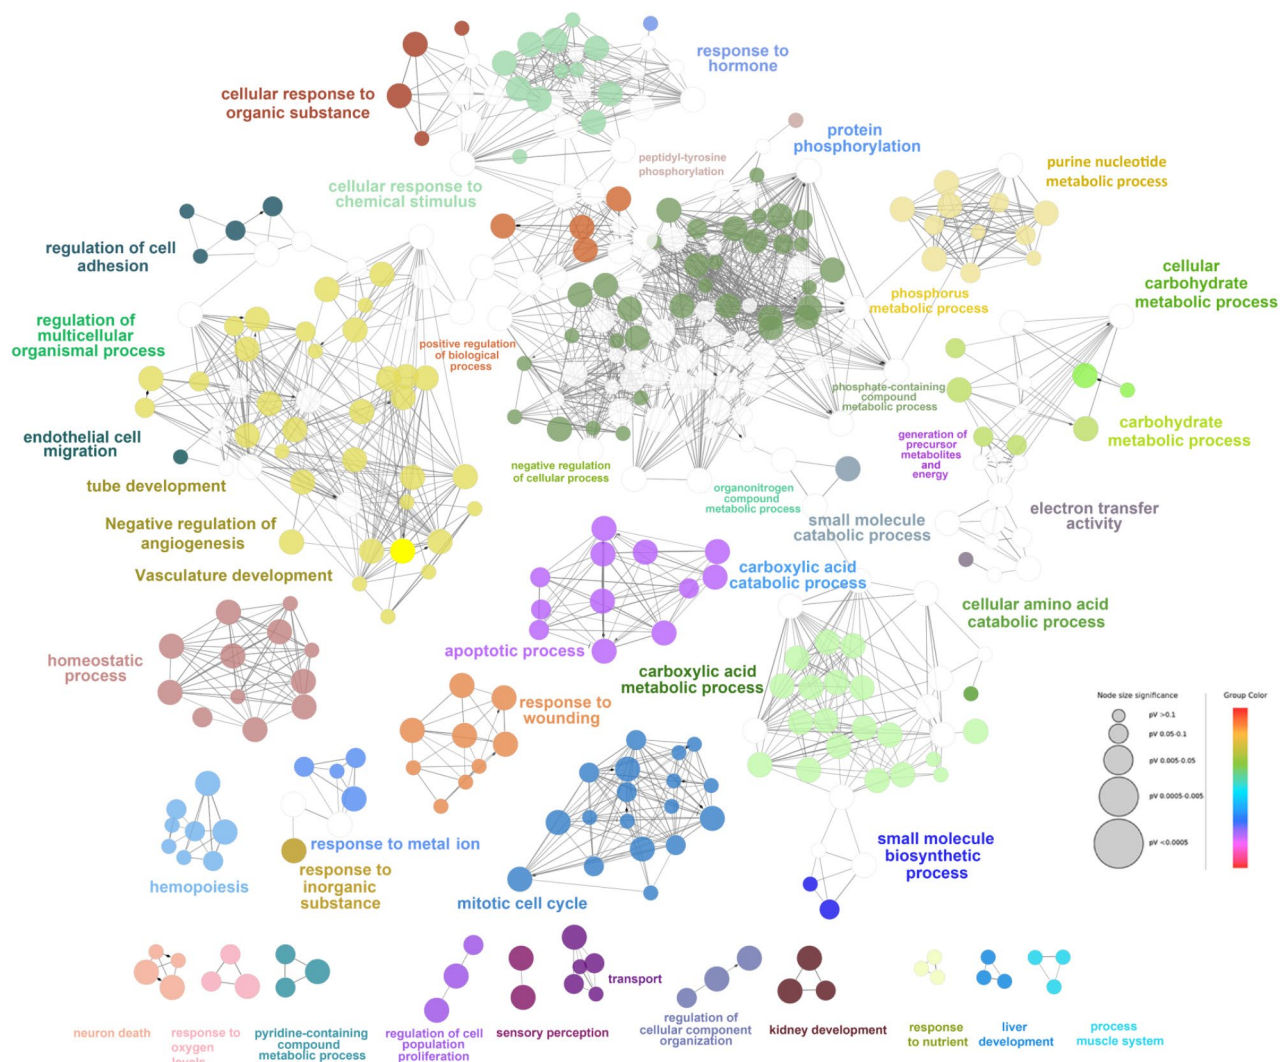 response to
hormone
cellular response to
organic substance
peptidyl-tyrosine
phosphorylation
protein
phosphorylation
purine nucleotide
metabolic process
cellular response to
chemical stimulus
regulation of cell
adhesion
cellular
carbohydrate
metabolic process
phosphorus
metabolic process
regulation of
multicellular
organismal process
positive regulation
of biological
process
phosphate-containing
compound
metabolic process
carbohydrate
metabolic process
endothelial cell
migration
generation of
precursor
metabolites
and
energy
negative regulation
of cellular process
tube development
organonitrogen
compound
metabolic process
electron transfer
activity
Negative regulation of
angiogenesis
small molecule
catabolic process
Vasculature development
carboxylic acid
catabolic process
cellular amino acid
catabolic process
homeostatic
process
apoptotic process
carboxylic acid
metabolic process
response to
wounding
Node size significance
Group Color
pV >0.1
pV 0.05-0.1
pV 0.005-0.05
pV 0.0005-0.005
pV <0.0005
response to metal ion
small molecule
biosynthetic
process
hemopoiesis
response to
inorganic
substance
mitotic cell cycle
transport
neuron death
response to
oxygen
levels
pyridine-containing
compound
metabolic process
regulation of cell
population
proliferation
sensory perception
regulation of
cellular component
organization
kidney development
response
to nutrient
liver
development
process
muscle system